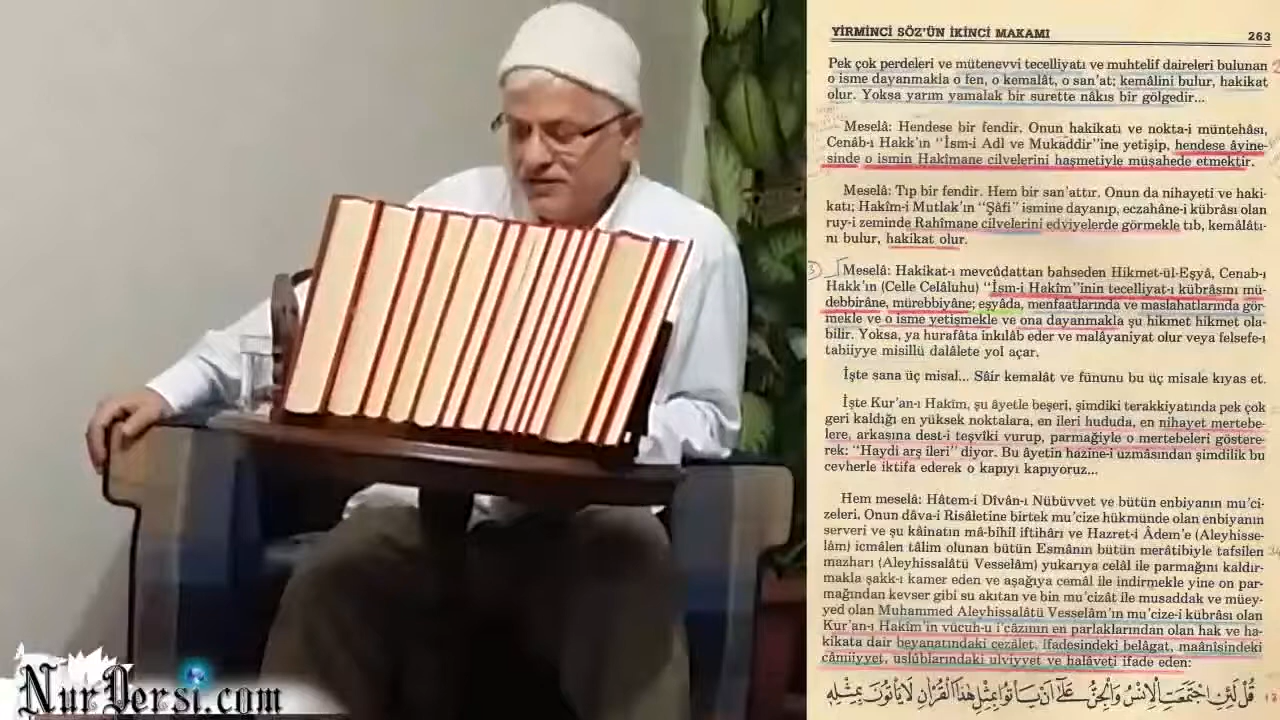 YİRMİNCİ SÖZ'ÜN İKİNCİ MAKAMI 263
Pek çok perdeleri ve mütenevvi tecelliyatı ve muhtelif daireleri bulunan
o isme dayanmakla o fen, o kemalât, o san'at; kemâlini bulur, hakikat
olur. Yoksa yarım yamalak bir surette nâkıs bir gölgedir...
Meselâ: Hendese bir fendir. Onun hakikatı ve nokta-i müntehâsı,
Cenâb-ı Hakk'ın "İsm-i Adl ve Mukaddir"ine yetişip, hendese âyine-
sinde o ismin Hakîmane cilvelerini haşmetiyle müşahede etmektir.
Meselâ: Tıp bir fendir. Hem bir san'attır. Onun da nihayeti ve haki-
katı; Hakîm-i Mutlak'ın "Şâfi" ismine dayanıp, eczahâne-i kübrâsı olan
ruy-i zeminde Rahîmane cilvelerini edviyelerde görmekle tıb, kemâlâtı-
nı bulur, hakikat olur.
Meselâ: Hakikat-ı mevcûdattan bahseden Hikmet-ül-Eşyâ, Cenab-ı
Hakk'ın (Celle Celâluhu) "İsm-i Hakîm"inin tecelliyat-ı kübrâsını mü-
debbirâne, mürebbiyâne; eşyâda, menfaatlarında ve maslahatlarında gör-
mekle ve o isme yetişmekle ve ona dayanmakla şu hikmet hikmet ola-
bilir. Yoksa, ya hurafâta inkılâb eder ve malâyaniyat olur veya felsefe-i
tabiiyye misillü dalâlete yol açar.
İşte sana üç misal... Sâir kemalât ve fünunu bu üç misale kıyas et.
İşte Kur'an-ı Hakîm, şu âyetle beşeri, şimdiki terakkiyatında pek çok
geri kaldığı en yüksek noktalara, en ileri hududa, en nihayet mertebe-
lere, arkasına dest-i teşvîki vurup, parmağiyle o mertebeleri göstere-
rek: "Haydi arş ileri" diyor. Bu âyetin hazine-i uzmâsından şimdilik bu
cevherle iktifa ederek o kapıyı kapıyoruz...
Hem meselâ: Hâtem-i Dîvân-ı Nübüvvet ve bütün enbiyanın mu'ci-
zeleri, Onun dâva-i Risâletine birtek mu'cize hükmünde olan enbiyanın
serveri ve şu kâinatın mâ-bihil iftihârı ve Hazret-i Âdem'e (Aleyhisse-
lâm) icmâlen tâlim olunan bütün Esmânın bütün merâtibiyle tafsilen
mazharı (Aleyhissalâtü Vesselâm) yukarıya celâl ile parmağını kaldır-
makla şakk-ı kamer eden ve aşağıya cemâl ile indirmekle yine on par-
mağından kevser gibi su akıtan ve bin mu'cizât ile musaddak ve müey-
yed olan Muhammed Aleyhissalâtü Vesselâm'ın mu'cize-i kübrâsı olan
Kur'an-ı Hakîm'in vücuh-u i'câzının en parlaklarından olan hak ve ha-
kikata dair beyanatındaki cezâlet, ifadesindeki belâgat, maânîsindeki
câmiiyyet, uslûblarındaki ulviyyet ve halâveti ifade eden:
قُلْ لَئِنِ اجْتَمَعَتِ الْاِنْسُ وَالْجِنُّ عَلٰٓى اَنْ يَاْتُوا بِمِثْلِ هٰذَا الْقُرْاٰنِ لَا يَاْتُونَ بِمِثْلِهِ
NurDersi.com